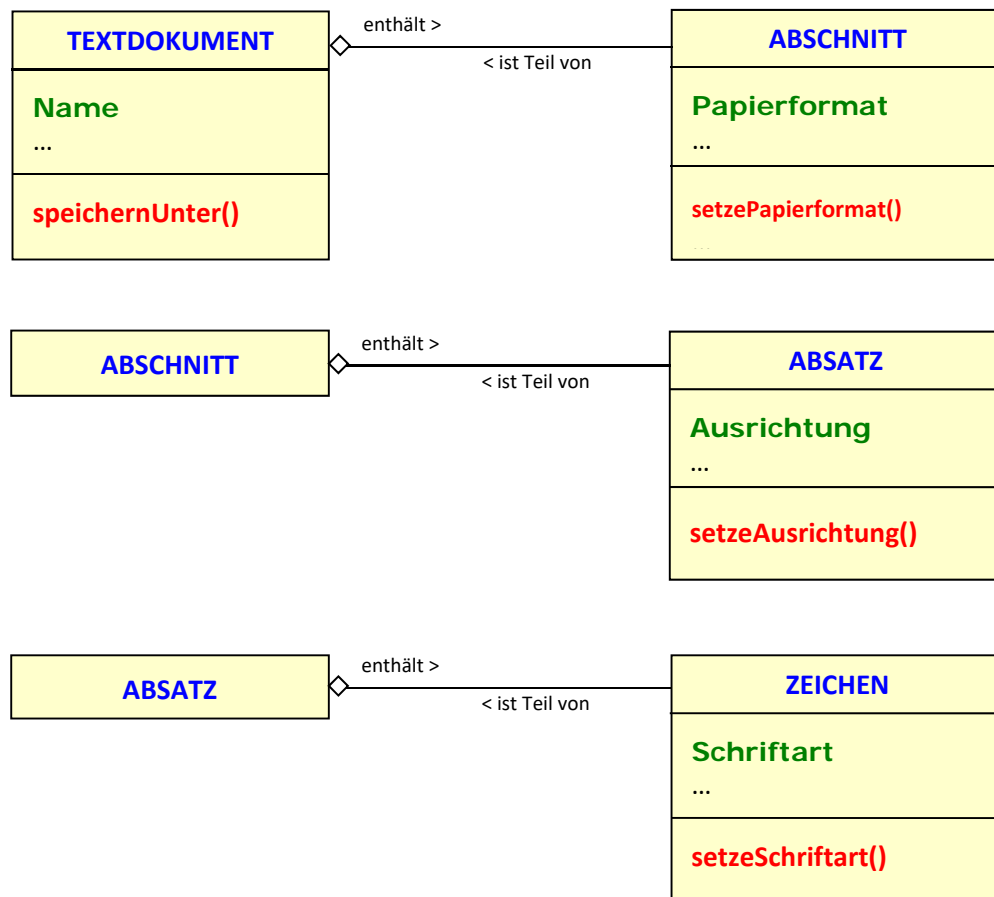 TEXTDOKUMENT
Name
...
speichernUnter()
enthält >
< ist Teil von
ABSCHNITT
Papierformat
...
setzePapierformat()
...
ABSCHNITT
enthält >
< ist Teil von
ABSATZ
Ausrichtung
...
setzeAusrichtung()
ABSATZ
enthält >
< ist Teil von
ZEICHEN
Schriftart
...
setzeSchriftart()